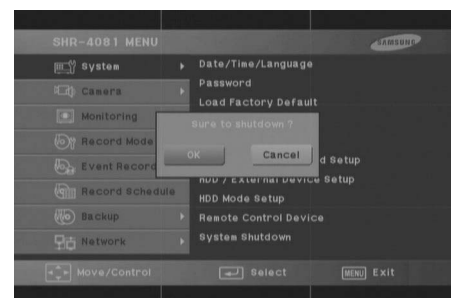 SHR-4081 MENU
SAMSUNG
System
Camera
Monitoring
Record Mode
Event Record
Record Schedule
Backup
Network
Date/Time/Language
Password
Load Factory Default
d Setup
HDD / External Device Setup
HDD Mode Setup
Remote Control Device
System Shutdown
Sure to shutdown ?
OK
Cancel
Move/Control
Select
MENU Exit